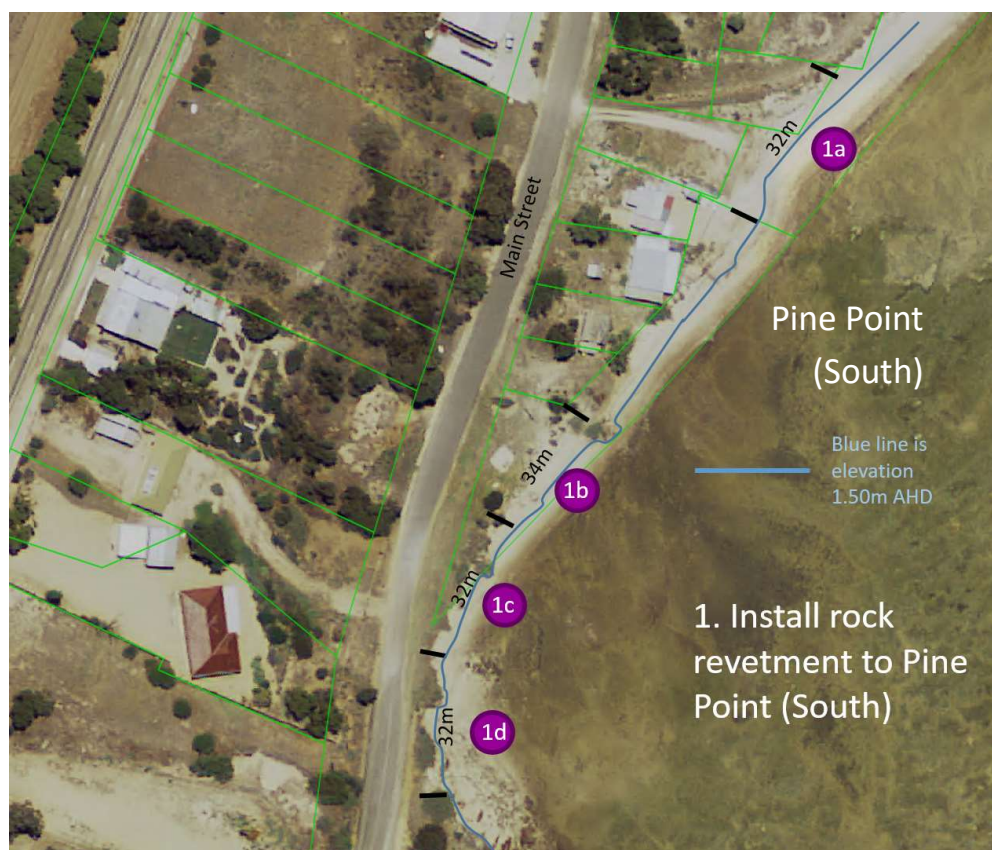 32m
1a
Main Street
Pine Point
(South)
Blue line is
elevation
1.50m AHD
34m
1b
32m
1c
1. Install rock
revetment to Pine
Point (South)
32m
1d